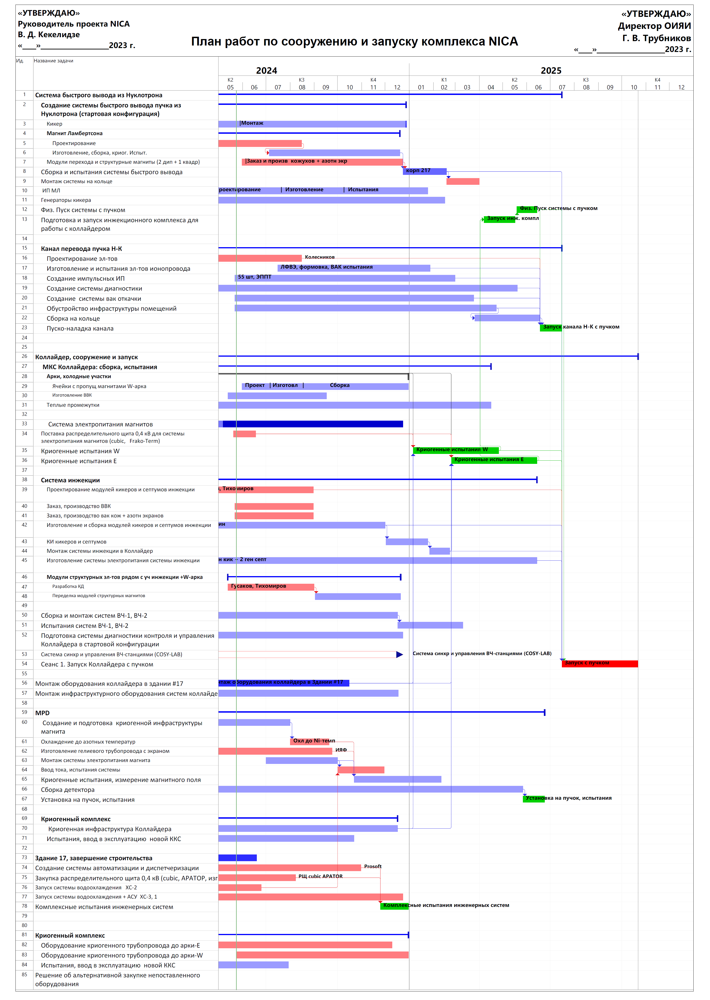 «УТВЕРЖДАЮ»
Руководитель проекта NICA
В. Д. Кекелидзе
«___»_______________2023 г.
План работ по сооружению и запуску комплекса NICA
«УТВЕРЖДАЮ»
Директор ОИЯИ
Г. В. Трубников
«___»_______________2023 г.
Ид. Название задачи
2024 2025
К2 К3 К4 К1 К2 К3 К4
05 06 07 08 09 10 11 12 01 02 03 04 05 06 07 08 09 10 11 12
1 Система быстрого вывода из Нуклотрона
2 Создание системы быстрого вывода пучка из
Нуклотрона (стартовая конфигурация)
3 Кикер |Монтаж
4 Магнит Ламбертсона
5 Проектирование
6 Изготовление, сборка, криог. Испыт.
7 Модули перехода и структурные магниты (2 дип + 1 квадр) |Заказ и произв кожухов + азотн экр
8 Сборка и испытания системы быстрого вывода корп 217
9 Монтаж системы на кольце
10 ИП МЛ роектирование | Изготовление | Испытания
11 Генераторы кикера
12 Физ. Пуск системы с пучком Физ. Пуск системы с пучком
13 Подготовка и запуск инжекционного комплекса для Запуск инж. компл
работы с коллайдером
14
15 Канал перевода пучка Н-К
16 Проектирование эл-тов Колесников
17 Изготовление и испытания эл-тов ионопровода ЛФВЭ, формовка, ВАК испытания
18 Создание импульсных ИП 55 шт, ЭППТ
19 Создание системы диагностики
20 Создание системы вак откачки
21 Обустройство инфраструктуры помещений
22 Сборка на кольце
23 Пуско-наладка канала Запуск канала Н-К с пучком
24
25
26 Коллайдер, сооружение и запуск
27 МКС Коллайдера: сборка, испытания
28 Арки, холодные участки
29 Ячейки с пропущ магнитами W-арка Проект | Изготовл | Сборка
30 Изготовление ВВК
31 Теплые промежутки
32
33 Система электропитания магнитов
34 Поставка распределительного щита 0,4 кВ для системы
электропитания магнитов (cubic, Frako-Term)
35 Криогенные испытания W Криогенные испытания W
36 Криогенные испытания E Криогенные испытания E
37
38 Система инжекции
39 Проектирование модулей кикеров и септумов инжекции в, Тихомиров
40 Заказ, производство ВВК
41 Заказ, производство вак кож + азотн экранов
42 Изготовление и сборка модулей кикеров и септумов инжекции ин
43 КИ кикеров и септумов
44 Монтаж системы инжекции в Коллайдер
45 Изготовление системы электропитания системы инжекции н кик + 2 ген септ
46 Модули структурных эл-тов рядом с уч инжекции +W-арка
47 Разработка КД Гусаков, Тихомиров
48 Переделка модулей структурных магнитов
49
50 Сборка и монтаж систем ВЧ-1, ВЧ-2
51 Испытания систем ВЧ-1, ВЧ-2
52 Подготовка системы диагностики контроля и управления
Коллайдера в стартовой конфигурации
53 Система синхр и управления ВЧ-станциями (COSY-LAB) Система синхр и управления ВЧ-станциями (COSY-LAB)
54 Сеанс 1. Запуск Коллайдера с пучком Запуск с пучком
55
56 Монтаж оборудования коллайдера в здании #17 нтаж оборудования коллайдера в Здании #17
57 Монтаж инфраструктурного оборудования систем коллайде
58
59 MPD
60 Создание и подготовка криогенной инфраструктуры
магнита
61 Охлаждение до азотных температур Охл до Ni-темп
62 Изготовление гелиевого трубопровода с экраном ИЯФ
63 Монтаж системы электропитания магнита
64 Ввод тока, испытания системы
65 Криогенные испытания, измерение магнитного поля
66 Сборка детектора
67 Установка на пучок, испытания Установка на пучок, испытания
68
69 Криогенный комплекс
70 Криогенная инфраструктура Коллайдера
71 Испытания, ввод в эксплуатацию новой ККС
72
73 Здание 17, завершение строительства
74 Создание системы автоматизации и диспетчеризации Prosoft
75 Закупка распределительного щита 0,4 кВ (cubic, АРАТОР, изг РЩ cubic APATOR
76 Запуск системы водоохлаждения ХС-2
77 Запуск системы водоохлаждения + АСУ ХС-3, 1
78 Комплексные испытания инженерных систем Комплексные испытания инженерных систем
79
80
81 Криогенный комплекс
82 Оборудование криогенного трубопровода до арки-E
83 Оборудование криогенного трубопровода до арки-W
84 Испытания, ввод в эксплуатацию новой ККС
85 Решение об альтернативной закупке непоставленного
оборудования